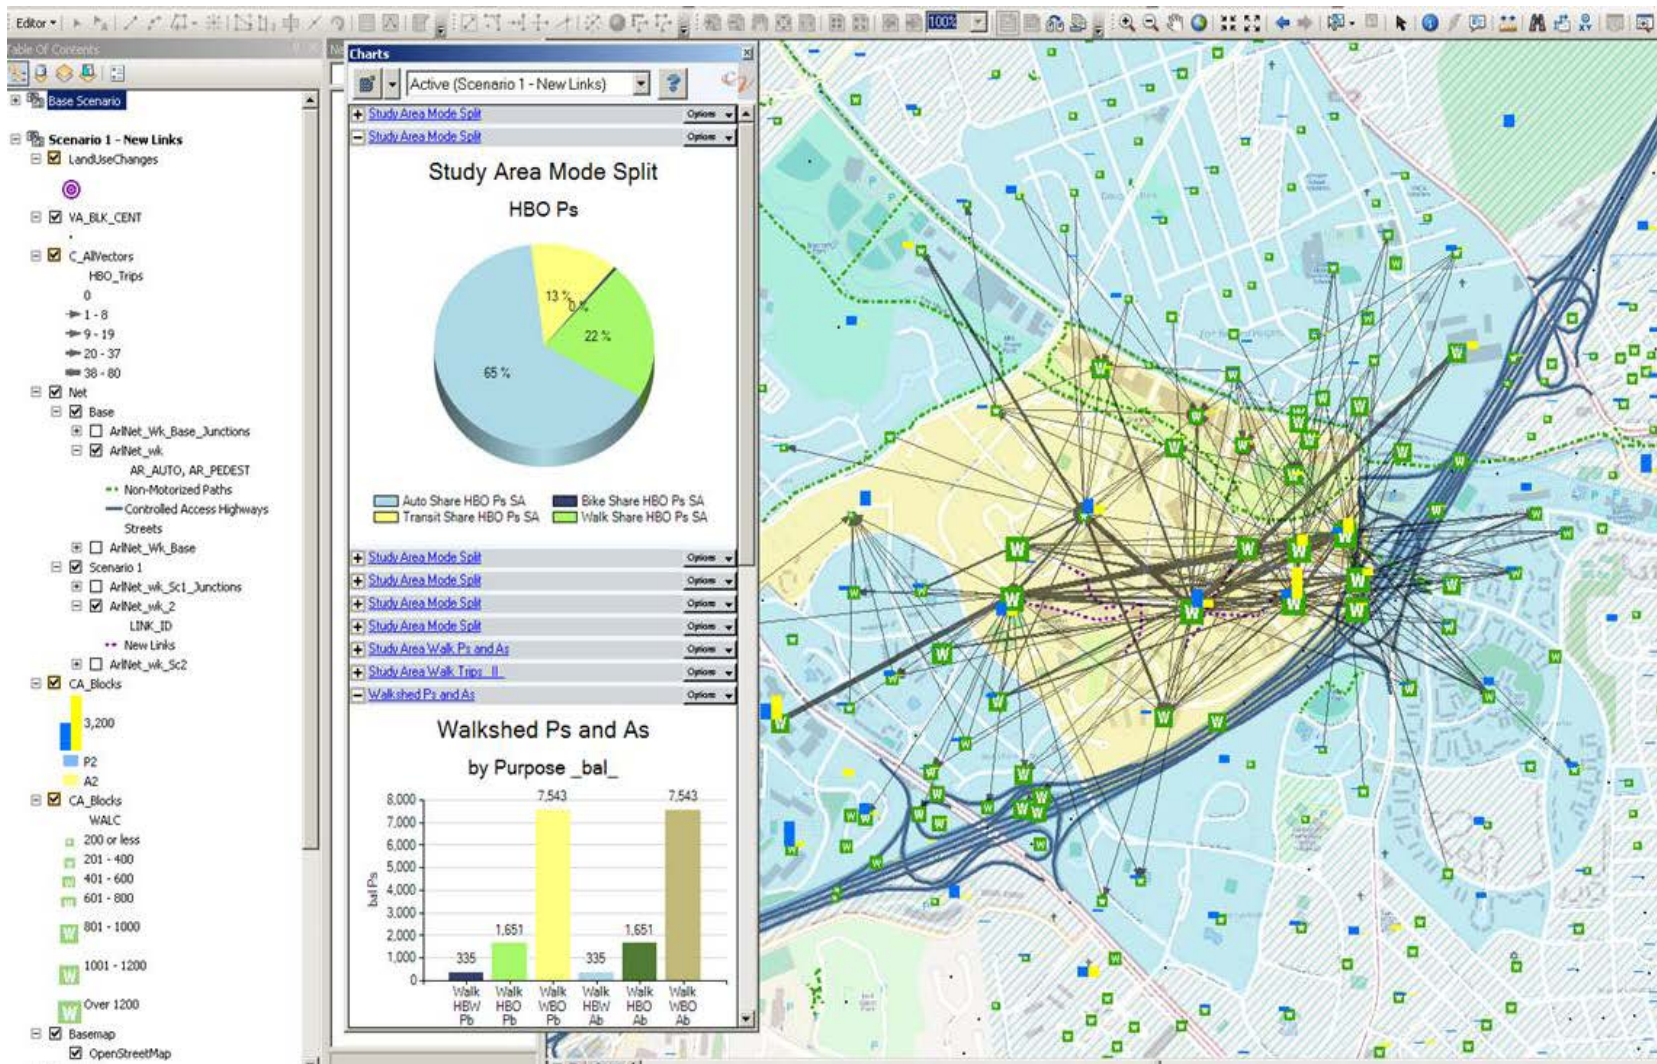 Editor
100%
Table Of Contents
Base Scenario
Scenario 1 - New Links
LandUseChanges
VA_BLK_CENT
C_AllVectors
HBO_Trips
0
1 - 8
9 - 19
20 - 37
38 - 80
Net
Base
ArlNet_Wk_Base_Junctions
ArlNet_wk
AR_AUTO, AR_PEDEST
Non-Motorized Paths
Controlled Access Highways
Streets
ArlNet_Wk_Base
Scenario 1
ArlNet_wk_Sc1_Junctions
ArlNet_wk_2
LINK_ID
New Links
ArlNet_wk_Sc2
CA_Blocks
3,200
P2
A2
CA_Blocks
WALC
200 or less
201 - 400
401 - 600
601 - 800
801 - 1000
1001 - 1200
Over 1200
Basemap
OpenStreetMap
Charts
Active (Scenario 1 - New Links)
Study Area Mode Split Options
Study Area Mode Split Options
Study Area Mode Split
HBO Ps
13 %
0 %
22 %
65 %
Auto Share HBO Ps SA Bike Share HBO Ps SA
Transit Share HBO Ps SA Walk Share HBO Ps SA
Study Area Mode Split Options
Study Area Mode Split Options
Study Area Mode Split Options
Study Area Mode Split Options
Study Area Walk Ps and As Options
Study Area Walk Trips _II_ Options
Walkshed Ps and As Options
Walkshed Ps and As
by Purpose _bal_
bal Ps
8,000
7,000
6,000
5,000
4,000
3,000
2,000
1,000
0
335 1,651 7,543 335 1,651 7,543
Walk Walk Walk Walk Walk Walk
HBW HBO WBO HBW HBO WBO
Pb Pb Pb Ab Ab Ab